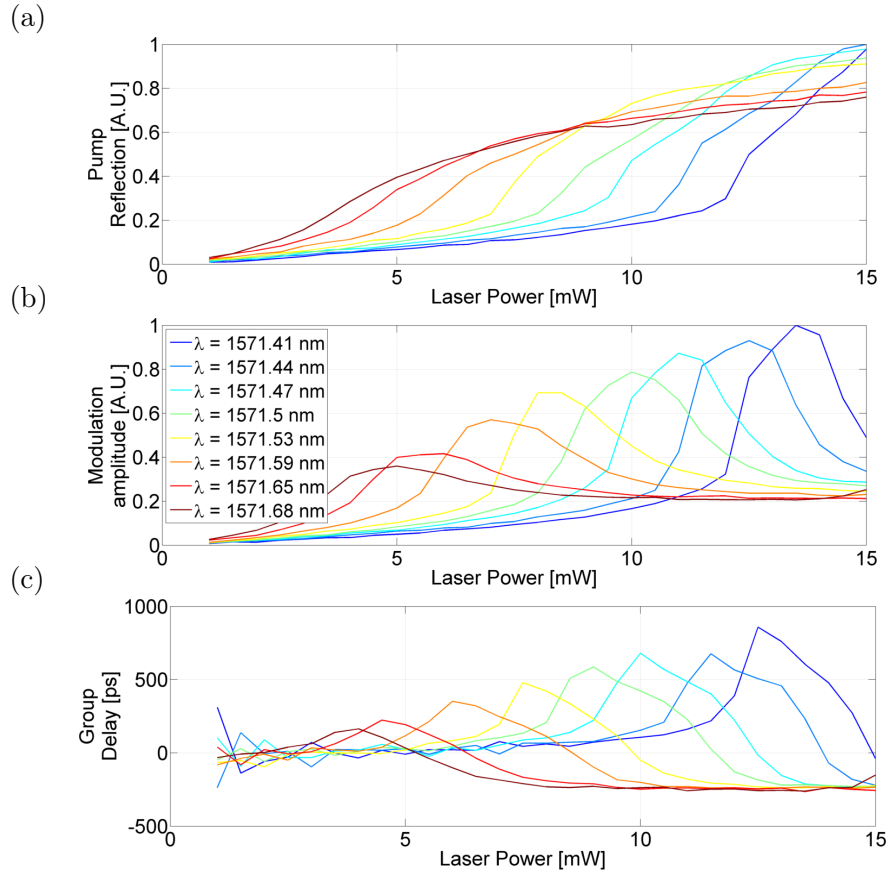 (a)
1
0.8
0.6
0.4
0.2
0
Pump
Reflection [A.U.]
0 5 10 15
Laser Power [mW]
(b)
1
0.8
0.6
0.4
0.2
0
Modulation
amplitude [A.U.]
λ = 1571.41 nm
λ = 1571.44 nm
λ = 1571.47 nm
λ = 1571.5 nm
λ = 1571.53 nm
λ = 1571.59 nm
λ = 1571.65 nm
λ = 1571.68 nm
0 5 10 15
Laser Power [mW]
(c)
1000
500
0
-500
Group
Delay [ps]
0 5 10 15
Laser Power [mW]